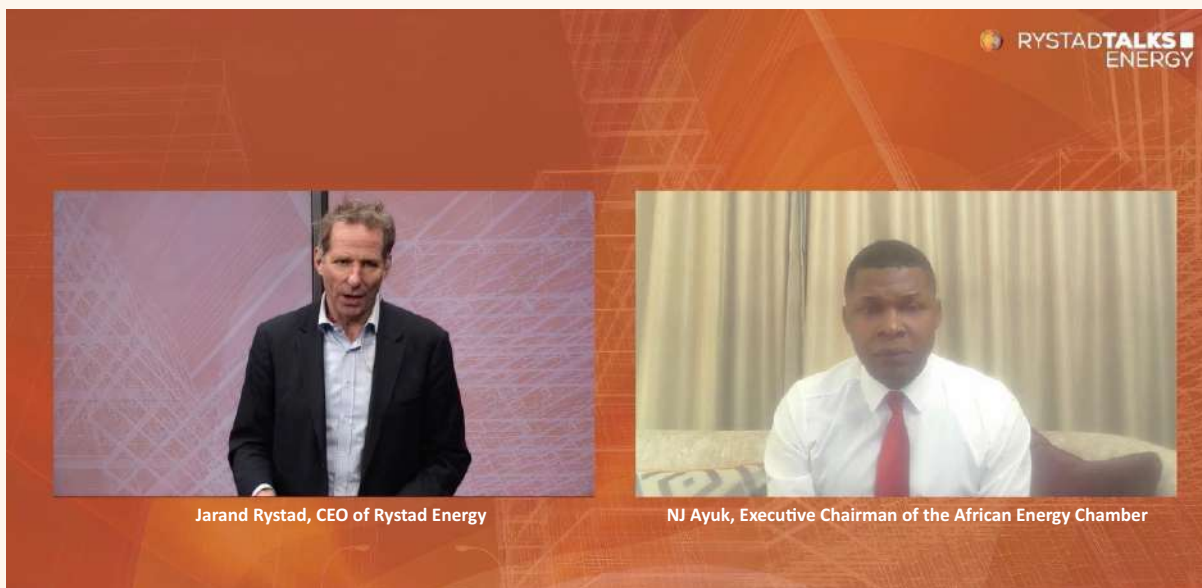 RYSTADTALKS
ENERGY
Jarand Rystad, CEO of Rystad Energy
NJ Ayuk, Executive Chairman of the African Energy Chamber